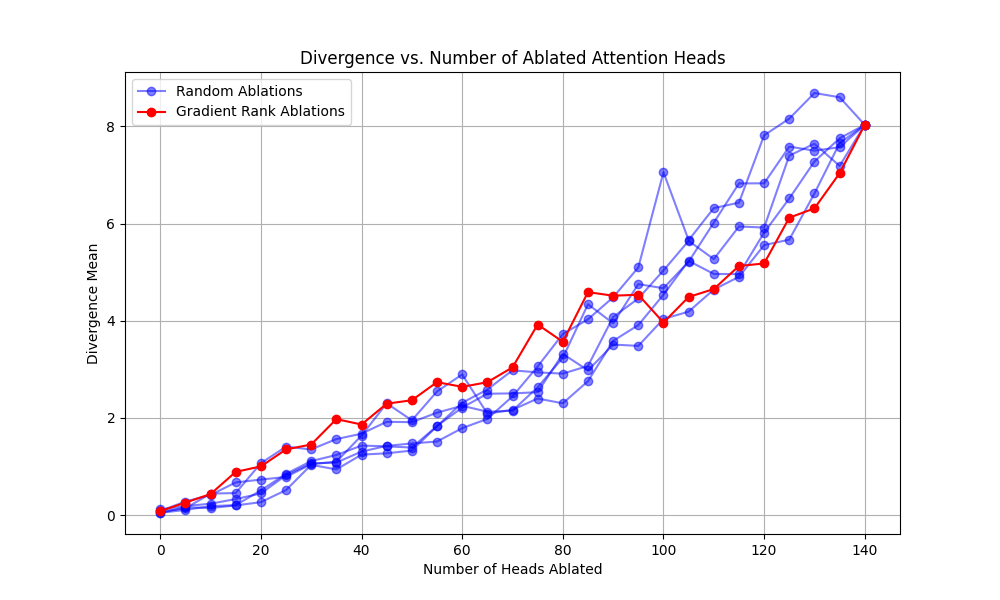 Divergence vs. Number of Ablated Attention Heads
Random Ablations
Gradient Rank Ablations
8
6
4
2
0
Divergence Mean
0 20 40 60 80 100 120 140
Number of Heads Ablated